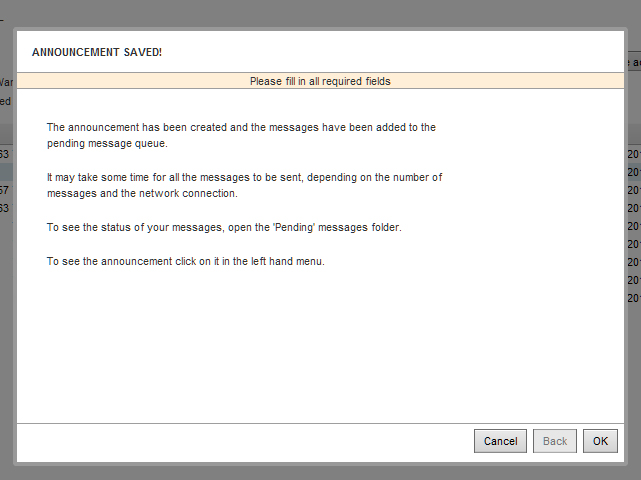 ANNOUNCEMENT SAVED!
Please fill in all required fields
The announcement has been created and the messages have been added to the
pending message queue.
It may take some time for all the messages to be sent, depending on the number of
messages and the network connection.
To see the status of your messages, open the 'Pending' messages folder.
To see the announcement click on it in the left hand menu.
Cancel
Back
OK